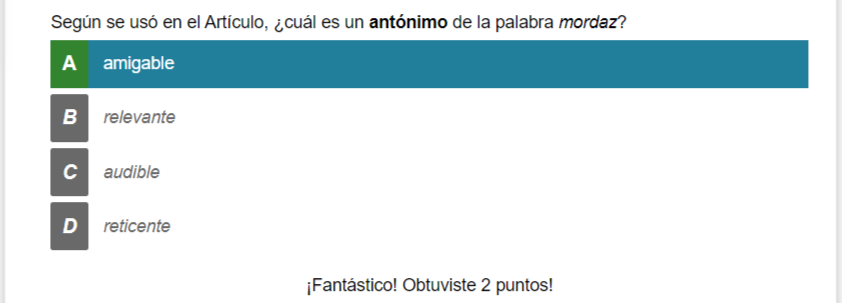 Según se usó en el Artículo, ¿cuál es un antónimo de la palabra mordaz?
A amigable
B relevante
C audible
D reticente
¡Fantástico! Obtuviste 2 puntos!